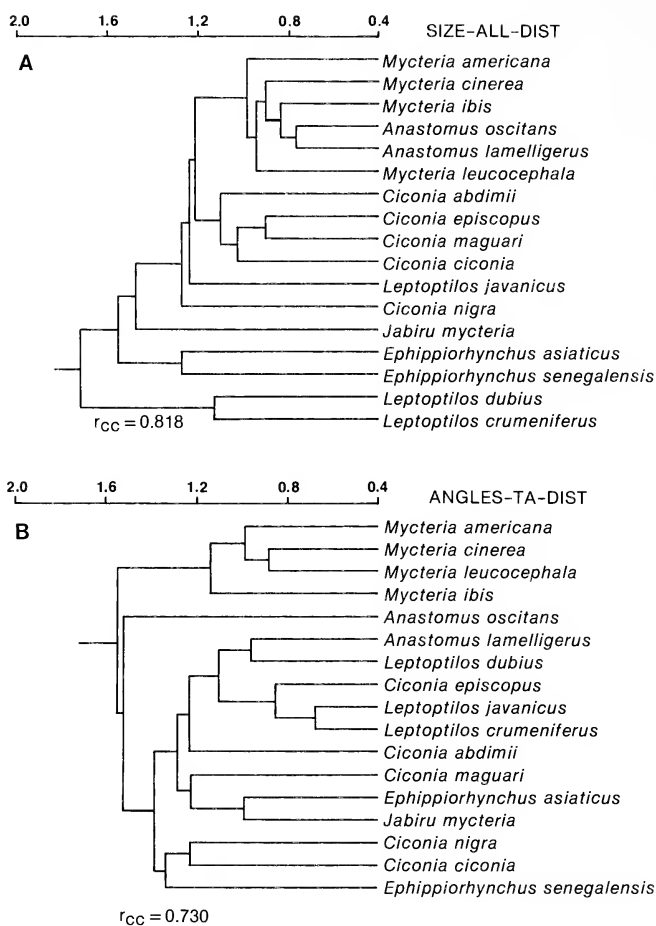 2.0 1.6 1.2 0.8 0.4
SIZE-ALL-DIST
A
Mycteria americana
Mycteria cinerea
Mycteria ibis
Anastomus oscitans
Anastomus lamelligerus
Mycteria leucocephala
Ciconia abdimii
Ciconia episcopus
Ciconia maguari
Ciconia ciconia
Leptoptilos javanicus
Ciconia nigra
Jabiru mycteria
Ephippiorhynchus asiaticus
Ephippiorhynchus senegalensis
Leptoptilos dubius
Leptoptilos crumeniferus
rcc = 0.818
2.0 1.6 1.2 0.8 0.4
ANGLES-TA-DIST
B
Mycteria americana
Mycteria cinerea
Mycteria leucocephala
Mycteria ibis
Anastomus oscitans
Anastomus lamelligerus
Leptoptilos dubius
Ciconia episcopus
Leptoptilos javanicus
Leptoptilos crumeniferus
Ciconia abdimii
Ciconia maguari
Ephippiorhynchus asiaticus
Jabiru mycteria
Ciconia nigra
Ciconia ciconia
Ephippiorhynchus senegalensis
rcc = 0.730